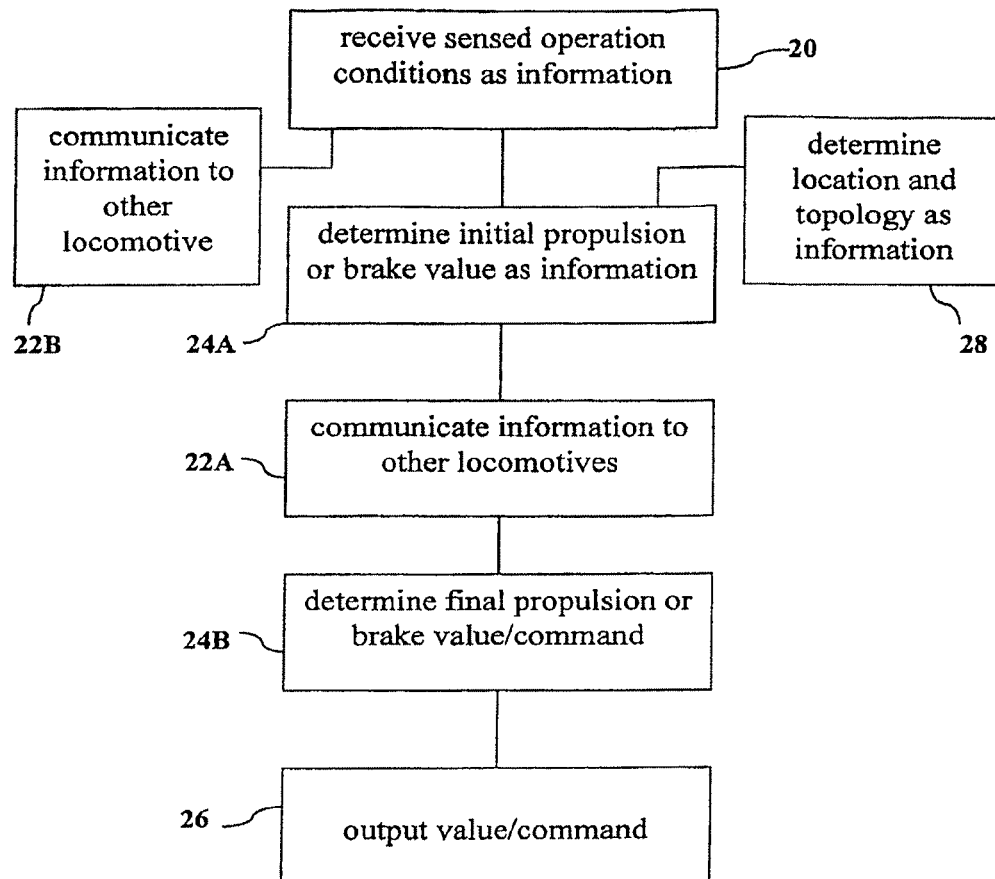 receive sensed operation
conditions as information
20
communicate
information to
other
locomotive
22B
determine
location and
topology as
information
28
determine initial propulsion
or brake value as information
24A
communicate information to
other locomotives
22A
determine final propulsion or
brake value/command
24B
output value/command
26